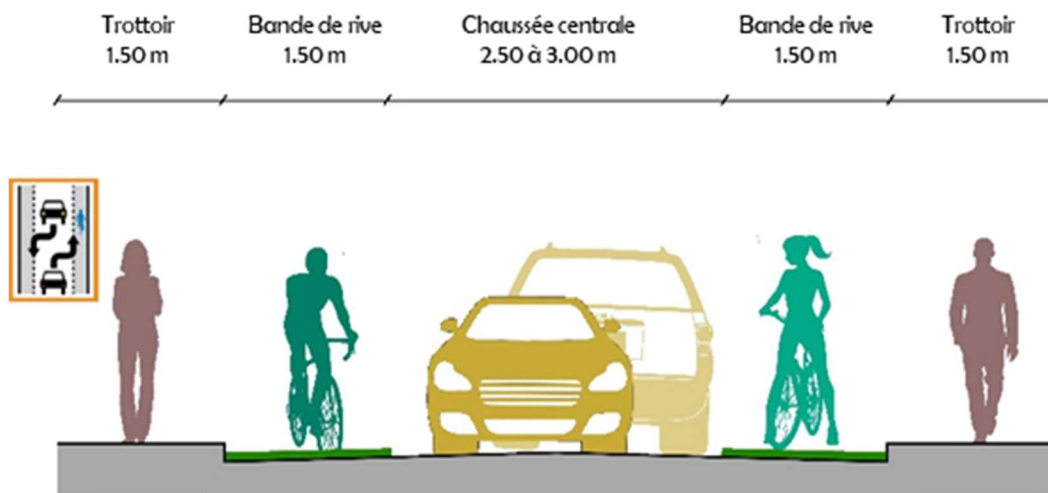 Trottoir
1.50 m
Bande de rive
1.50 m
Chaussée centrale
2.50 à 3.00 m
Bande de rive
1.50 m
Trottoir
1.50 m